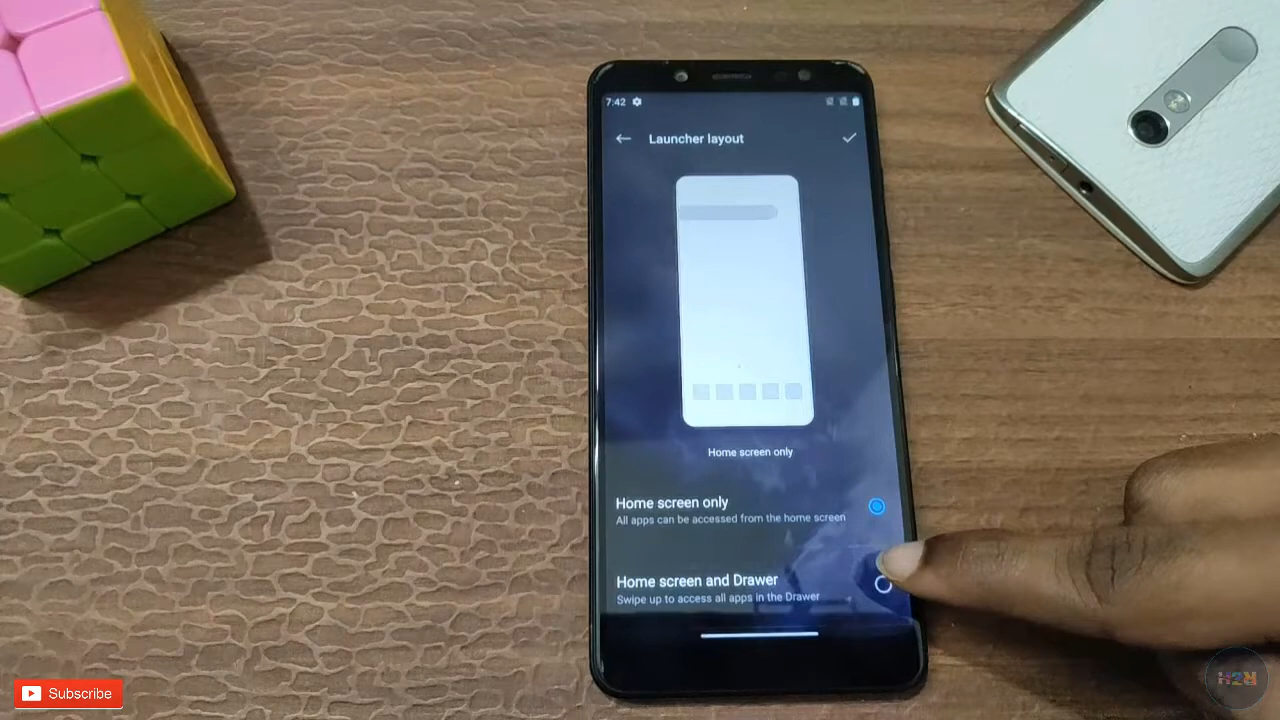 7:42
Launcher layout
Home screen only
Home screen only
All apps can be accessed from the home screen
Home screen and Drawer
Swipe up to access all apps in the Drawer
Subscribe